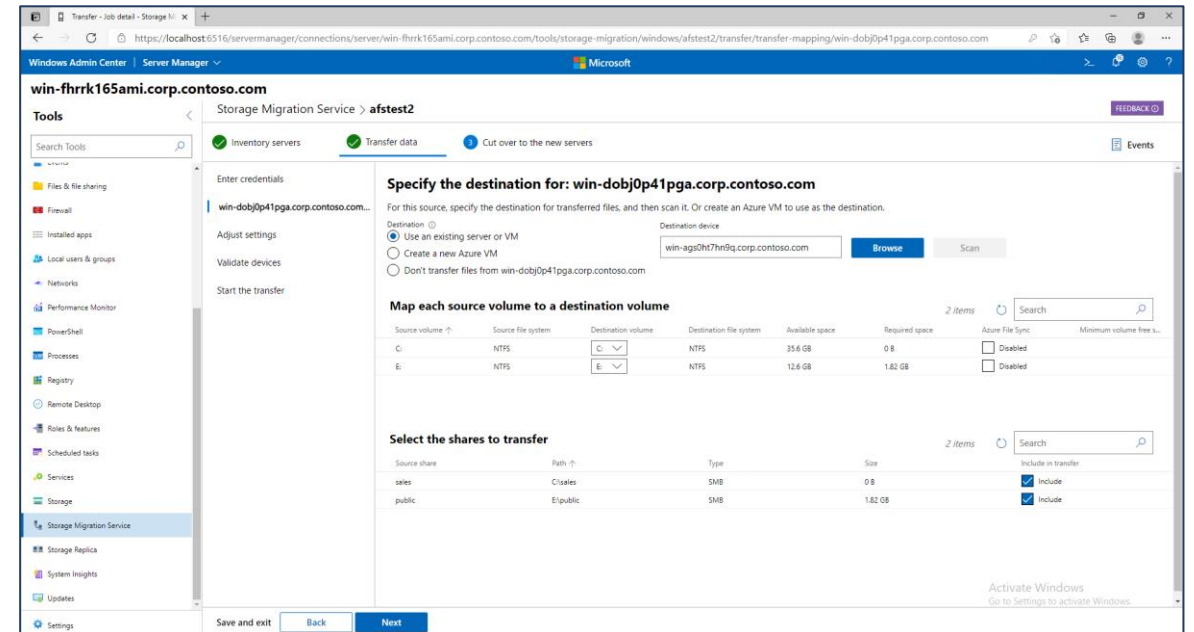 Transfer - Job detail - Storage Mi
https://localhost:6516/servermanager/connections/server/win-fhrrk165ami.corp.contoso.com/tools/storage-migration/windows/afstest2/transfer/transfer-mapping/win-dobj0p41pga.corp.contoso.com
Windows Admin Center | Server Manager
Microsoft
win-fhrrk165ami.corp.contoso.com
Tools
Search Tools
Events
Files & file sharing
Firewall
Installed apps
Local users & groups
Networks
Performance Monitor
PowerShell
Processes
Registry
Remote Desktop
Roles & features
Scheduled tasks
Services
Storage
Storage Migration Service
Storage Replica
System Insights
Updates
Settings
Storage Migration Service > afstest2
FEEDBACK
Inventory servers
Transfer data
3 Cut over to the new servers
Events
Enter credentials
win-dobj0p41pga.corp.contoso.com...
Adjust settings
Validate devices
Start the transfer
Specify the destination for: win-dobj0p41pga.corp.contoso.com
For this source, specify the destination for transferred files, and then scan it. Or create an Azure VM to use as the destination.
Destination
Use an existing server or VM
Create a new Azure VM
Don't transfer files from win-dobj0p41pga.corp.contoso.com
Destination device
win-ags0ht7hn9q.corp.contoso.com Browse Scan
Map each source volume to a destination volume
2 items Search
Source volume Source file system Destination volume Destination file system Available space Required space Azure File Sync Minimum volume free s...
C: NTFS C: NTFS 35.6 GB 0 B Disabled
E: NTFS E: NTFS 12.6 GB 1.82 GB Disabled
Select the shares to transfer
2 items Search
Source share Path Type Size Include in transfer
sales C:\sales SMB 0 B Include
public E:\public SMB 1.82 GB Include
Activate Windows
Go to Settings to activate Windows.
Save and exit Back Next